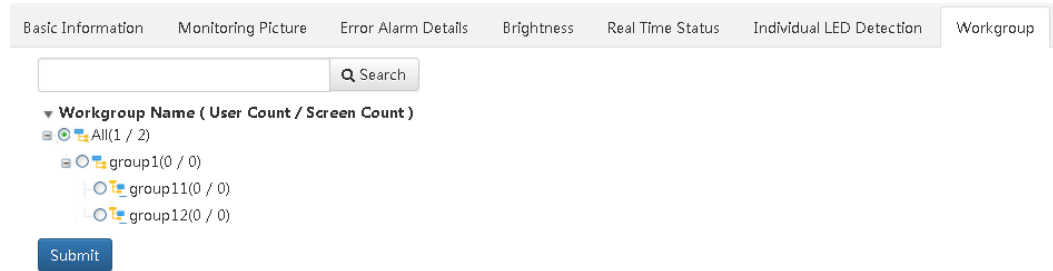 Basic Information Monitoring Picture Error Alarm Details Brightness Real Time Status Individual LED Detection Workgroup
Search
Workgroup Name ( User Count / Screen Count )
All(1 / 2)
group1(0 / 0)
group11(0 / 0)
group12(0 / 0)
Submit